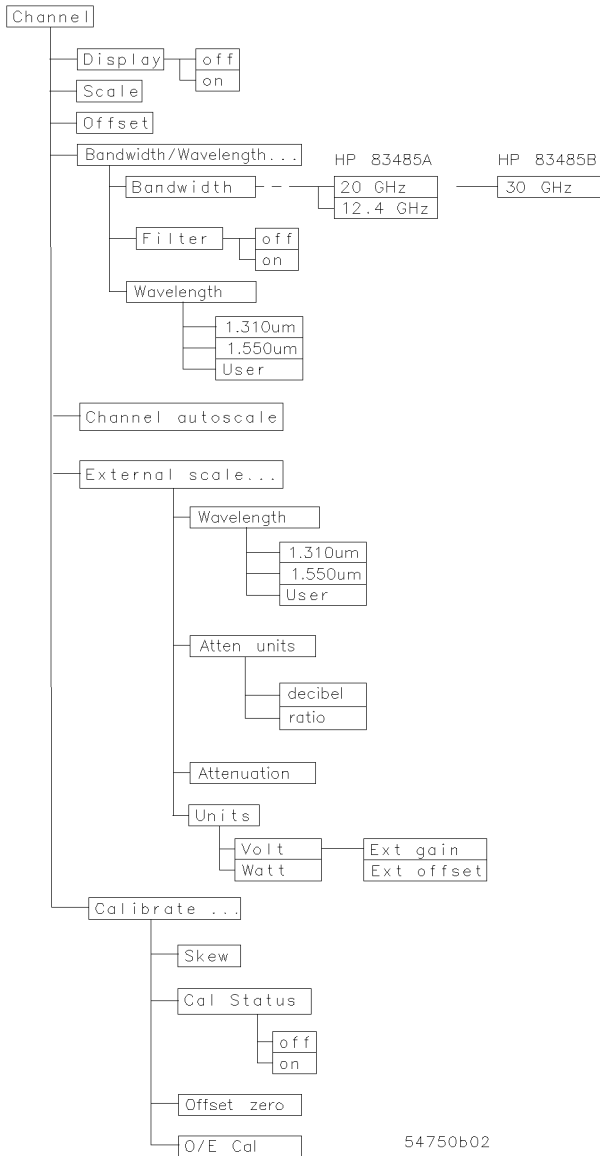 Channel
Display
off
on
Scale
Offset
Bandwidth/Wavelength...
HP 83485A
HP 83485B
Bandwidth
20 GHz
30 GHz
12.4 GHz
Filter
off
on
Wavelength
1.310um
1.550um
User
Channel autoscale
External scale...
Wavelength
1.310um
1.550um
User
Atten units
decibel
ratio
Attenuation
Units
Volt
Ext gain
Watt
Ext offset
Calibrate ...
Skew
Cal Status
off
on
Offset zero
O/E Cal
54750b02